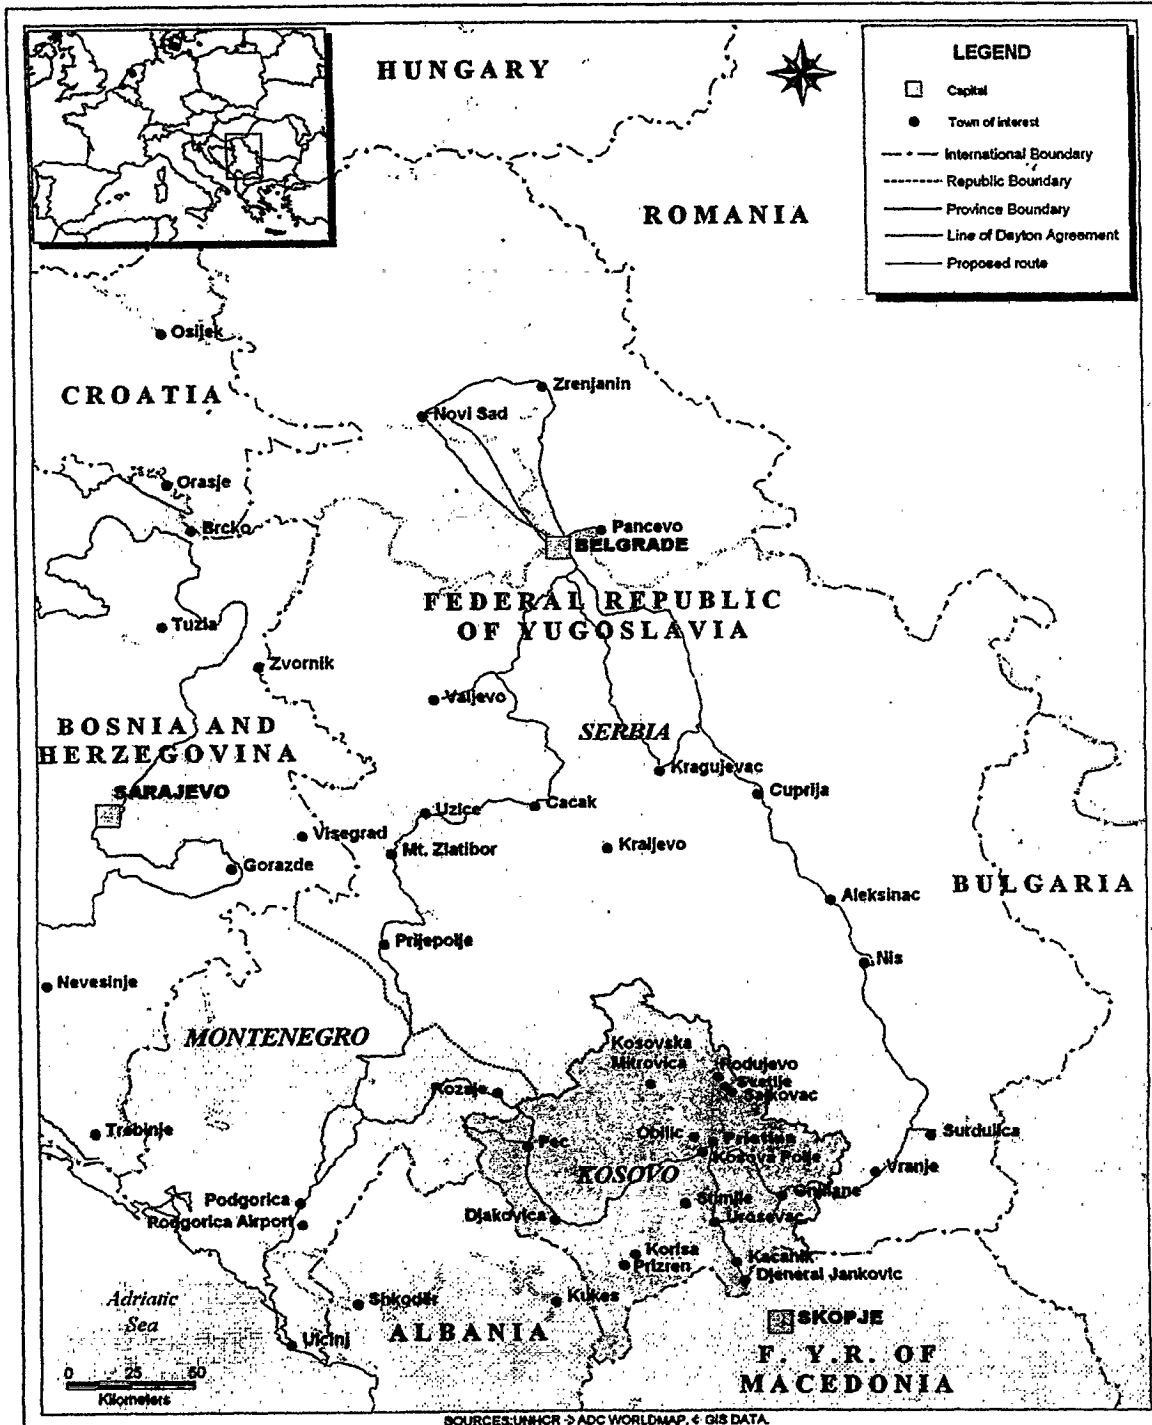 HUNGARY
LEGEND
Capital
Town of interest
International Boundary
Republic Boundary
Province Boundary
Line of Dayton Agreement
Proposed route
ROMANIA
Osijek
CROATIA
Zrenjanin
Novi Sad
Orasje
Brcko
Pancevo
BELGRADE
FEDERAL REPUBLIC
OF YUGOSLAVIA
Tuzla
Zvornik
Valjevo
BOSNIA AND
HERZEGOVINA
SERBIA
Kragujevac
SARAJEVO
Cuprija
Uzice
Cacak
Visegrad
Mt. Zlatibor
Kraljevo
Gorazde
BULGARIA
Aleksinac
Prijepolje
Nis
Nevesinje
MONTENEGRO
Kosovska
Mitrovica
Podujevo
Rozaje
Sajkovac
Trebinje
Obilic
Pristina
Surdulica
Pec
Kosovo Polje
KOSOVO
Vranje
Podgorica
Stimlje
Gnjilane
Podgorica Airport
Djakovica
Urosevac
Korisa
Prizren
Kacanik
Djeneral Jankovic
Adriatic
Sea
Shkoder
Kukes
ALBANIA
SKOPJE
Ulcinj
F. Y.R. OF
MACEDONIA
0 25 50
Kilometers
SOURCES:UNHCR -> ADC WORLDMAP, & GIS DATA.